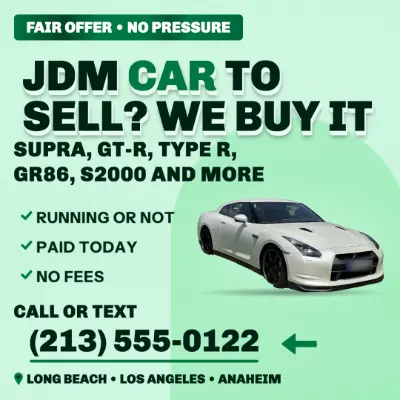 FAIR OFFER • NO PRESSURE
JDM CAR TO
SELL? WE BUY IT
SUPRA, GT-R, TYPE R,
GR86, S2000 AND MORE
RUNNING OR NOT
PAID TODAY
NO FEES
CALL OR TEXT
(213) 555-0122
LONG BEACH • LOS ANGELES • ANAHEIM